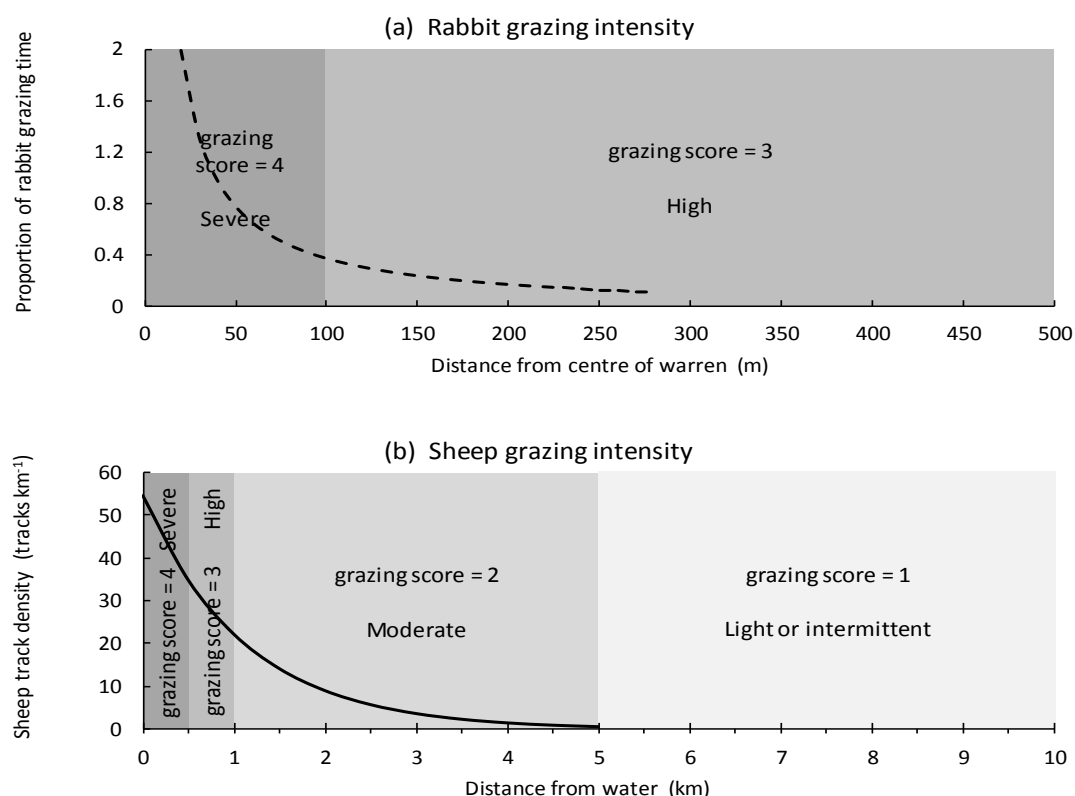 (a) Rabbit grazing intensity
Proportion of rabbit grazing time
2
1.6
1.2
0.8
0.4
0
grazing
score = 4
Severe
grazing score = 3
High
0 50 100 150 200 250 300 350 400 450 500
Distance from centre of warren (m)
(b) Sheep grazing intensity
Sheep track density (tracks km⁻¹)
60
50
40
30
20
10
0
grazing score = 4 Severe
grazing score = 3 High
grazing score = 2
Moderate
grazing score = 1
Light or intermittent
0 1 2 3 4 5 6 7 8 9 10
Distance from water (km)